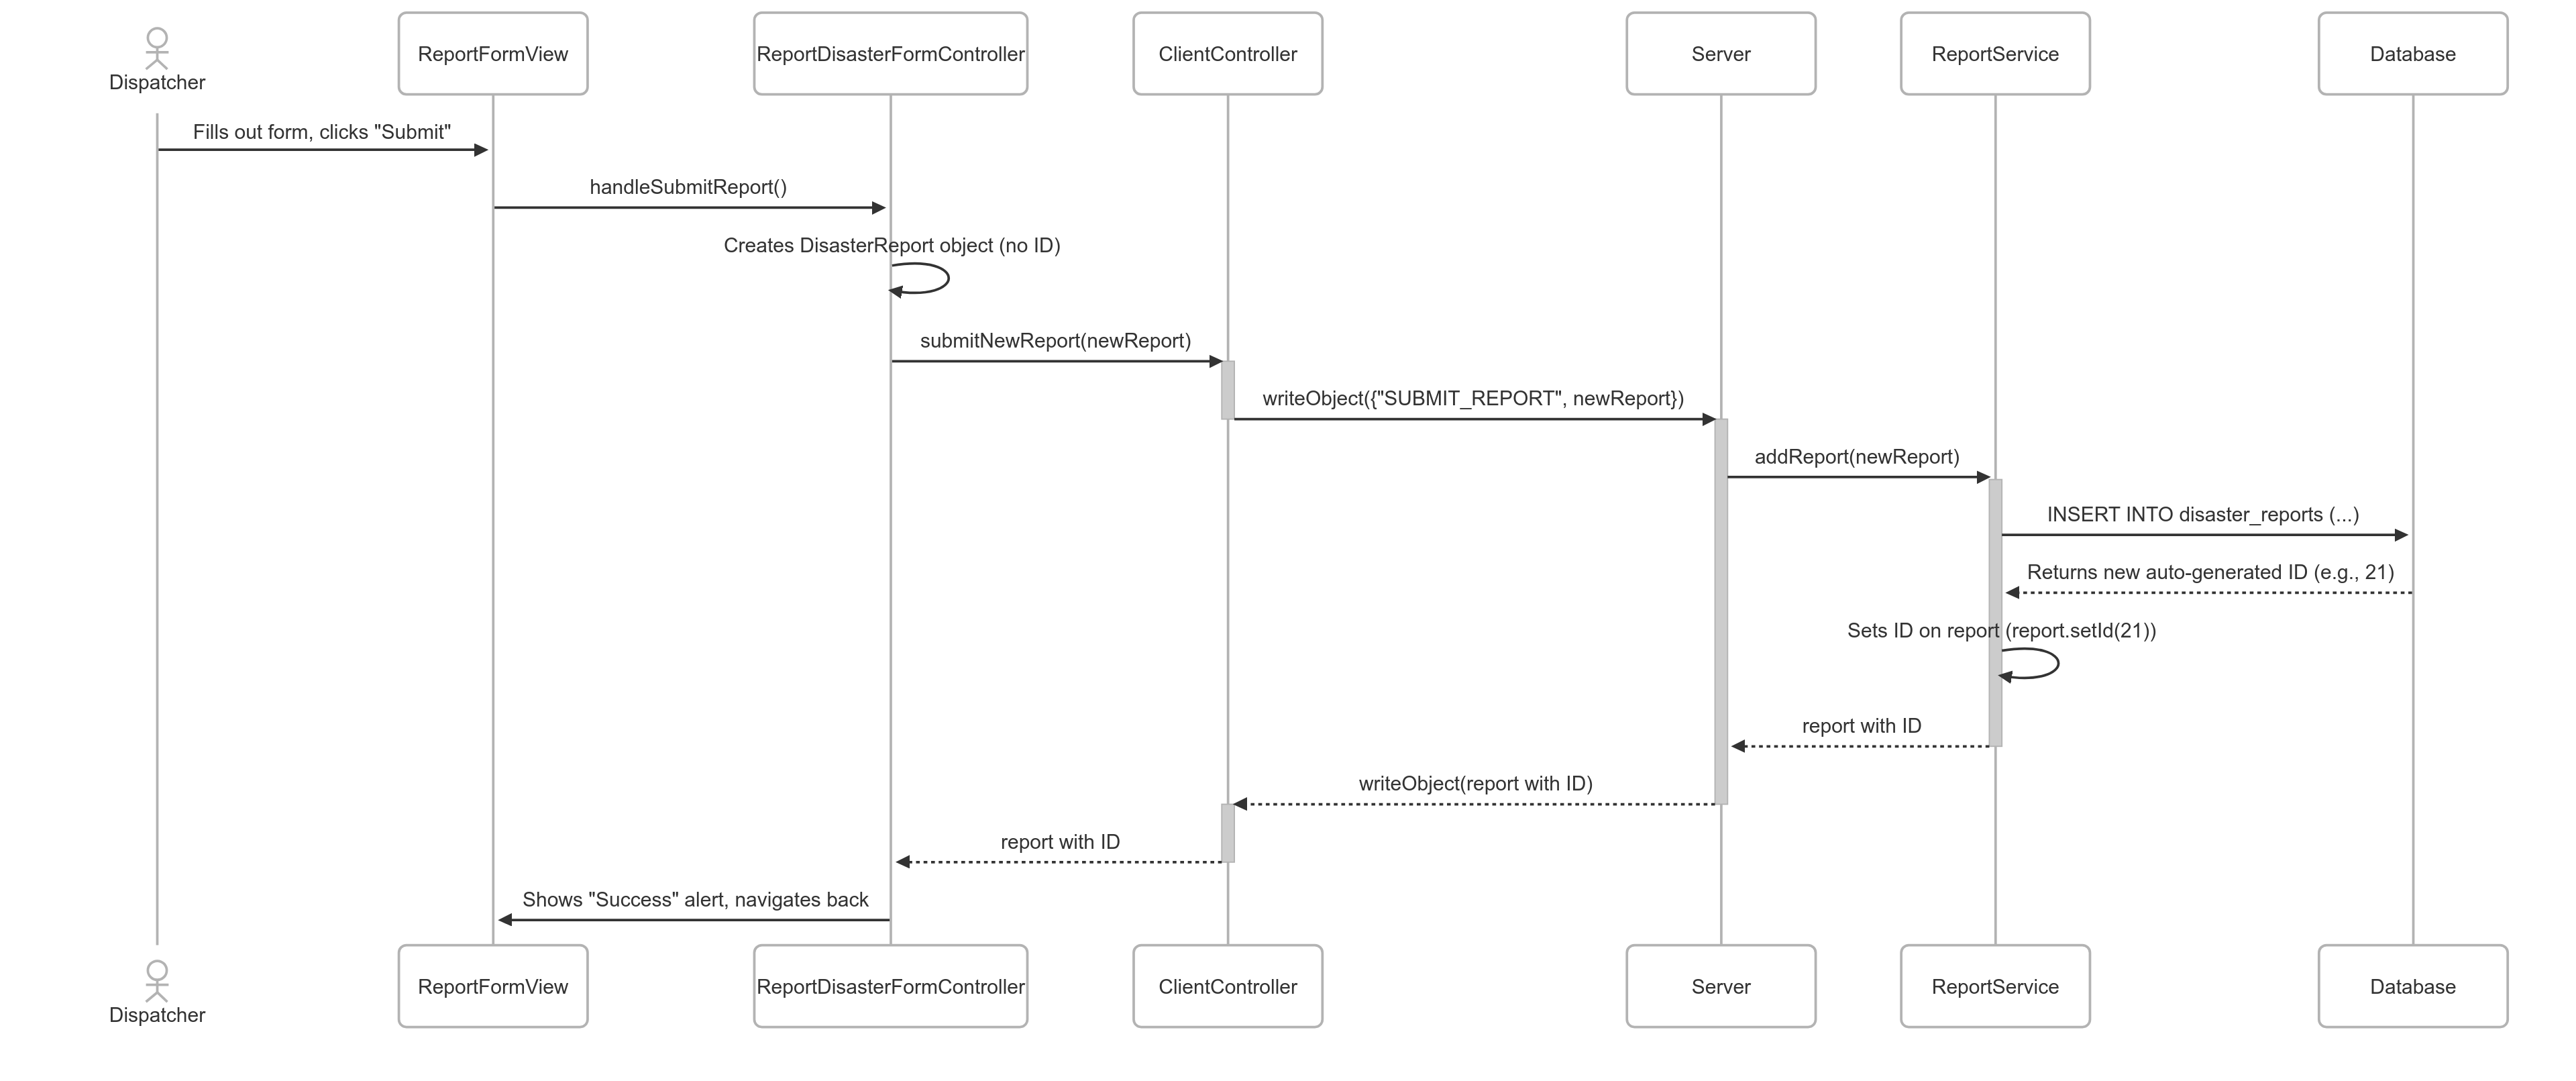 Dispatcher
ReportFormView
ReportDisasterFormController
ClientController
Server
ReportService
Database
Fills out form, clicks "Submit"
handleSubmitReport()
Creates DisasterReport object (no ID)
submitNewReport(newReport)
writeObject({"SUBMIT_REPORT", newReport})
addReport(newReport)
INSERT INTO disaster_reports (...)
Returns new auto-generated ID (e.g., 21)
Sets ID on report (report.setId(21))
report with ID
writeObject(report with ID)
report with ID
Shows "Success" alert, navigates back
Dispatcher
ReportFormView
ReportDisasterFormController
ClientController
Server
ReportService
Database